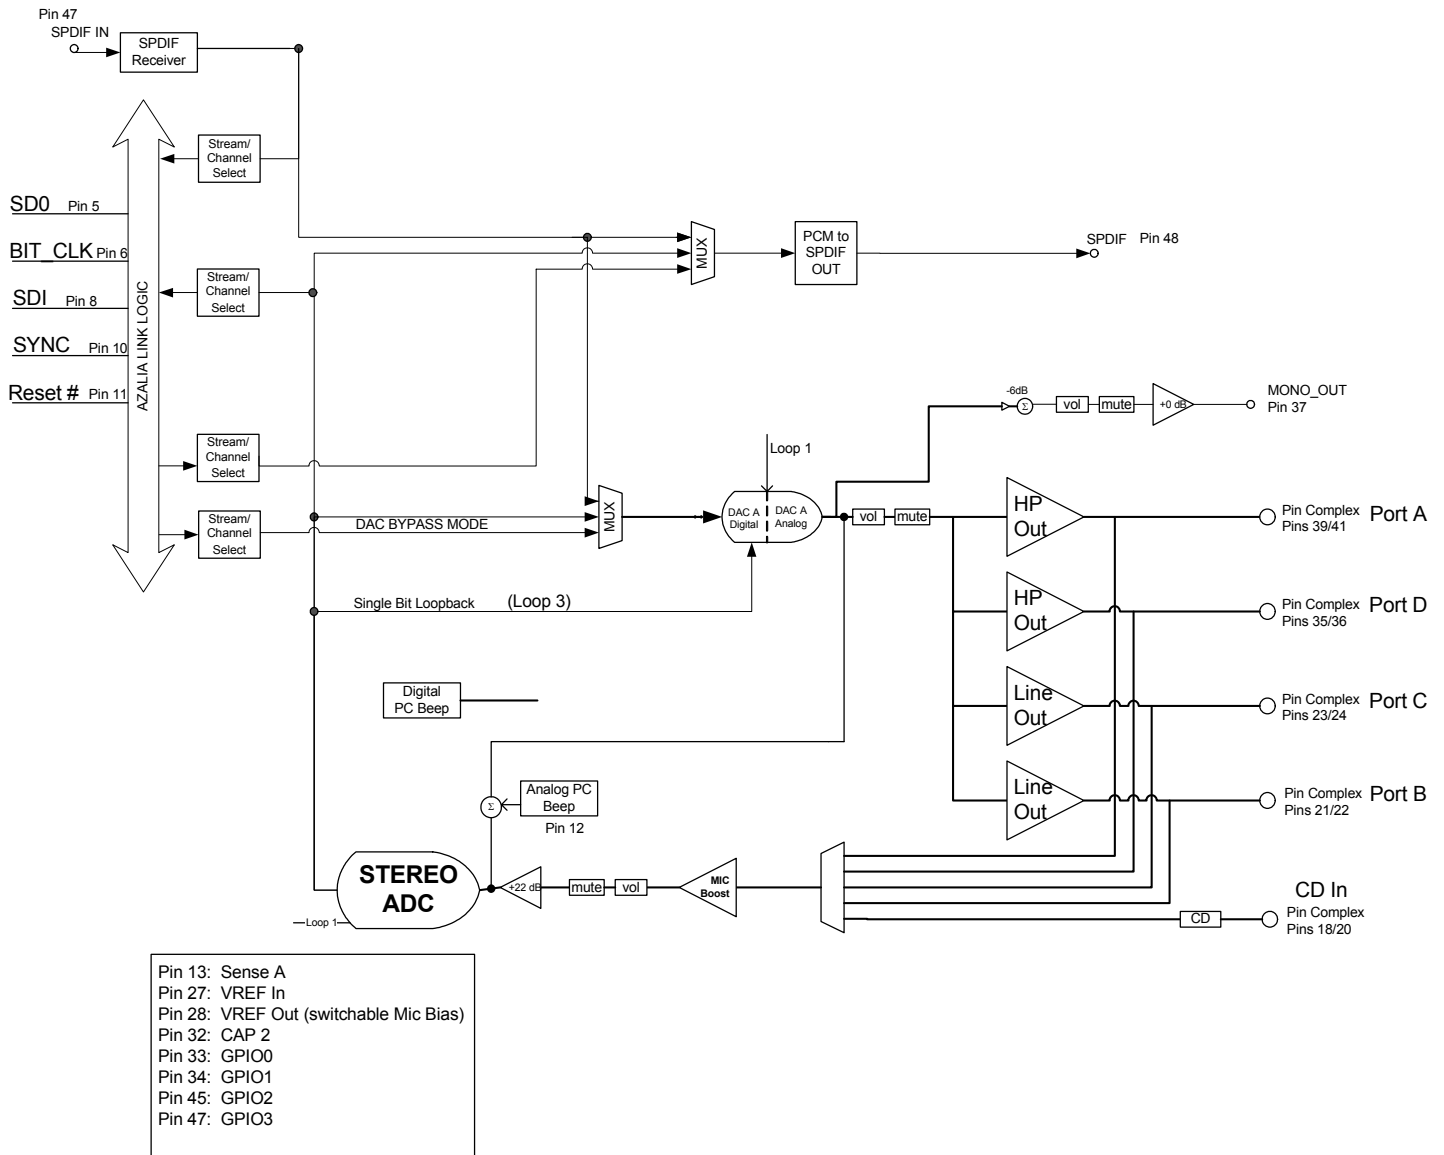 Pin 47
SPDIF IN
SPDIF
Receiver
Stream/
Channel
Select
SD0 Pin 5
BIT_CLK Pin 6
SDI Pin 8
SYNC Pin 10
Reset # Pin 11
AZALIA LINK LOGIC
Stream/
Channel
Select
MUX
PCM to
SPDIF
OUT
SPDIF Pin 48
-6dB
Σ
vol
mute
+0 dB
MONO_OUT
Pin 37
Stream/
Channel
Select
Stream/
Channel
Select
DAC BYPASS MODE
MUX
Loop 1
DAC A
Digital
DAC A
Analog
vol
mute
HP
Out
Pin Complex
Pins 39/41
Port A
Single Bit Loopback (Loop 3)
HP
Out
Pin Complex
Pins 35/36
Port D
Digital
PC Beep
Line
Out
Pin Complex
Pins 23/24
Port C
Σ
Analog PC
Beep
Pin 12
Line
Out
Pin Complex
Pins 21/22
Port B
STEREO
ADC
Loop 1
+22 dB
mute
vol
MIC
Boost
CD
CD In
Pin Complex
Pins 18/20
Pin 13: Sense A
Pin 27: VREF In
Pin 28: VREF Out (switchable Mic Bias)
Pin 32: CAP 2
Pin 33: GPIO0
Pin 34: GPIO1
Pin 45: GPIO2
Pin 47: GPIO3